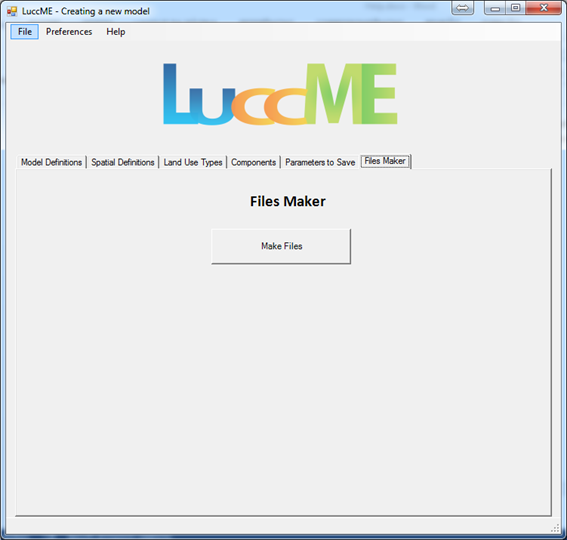 LuccME - Creating a new model
File Preferences Help
LuccME
Model Definitions Spatial Definitions Land Use Types Components Parameters to Save Files Maker
Files Maker
Make Files